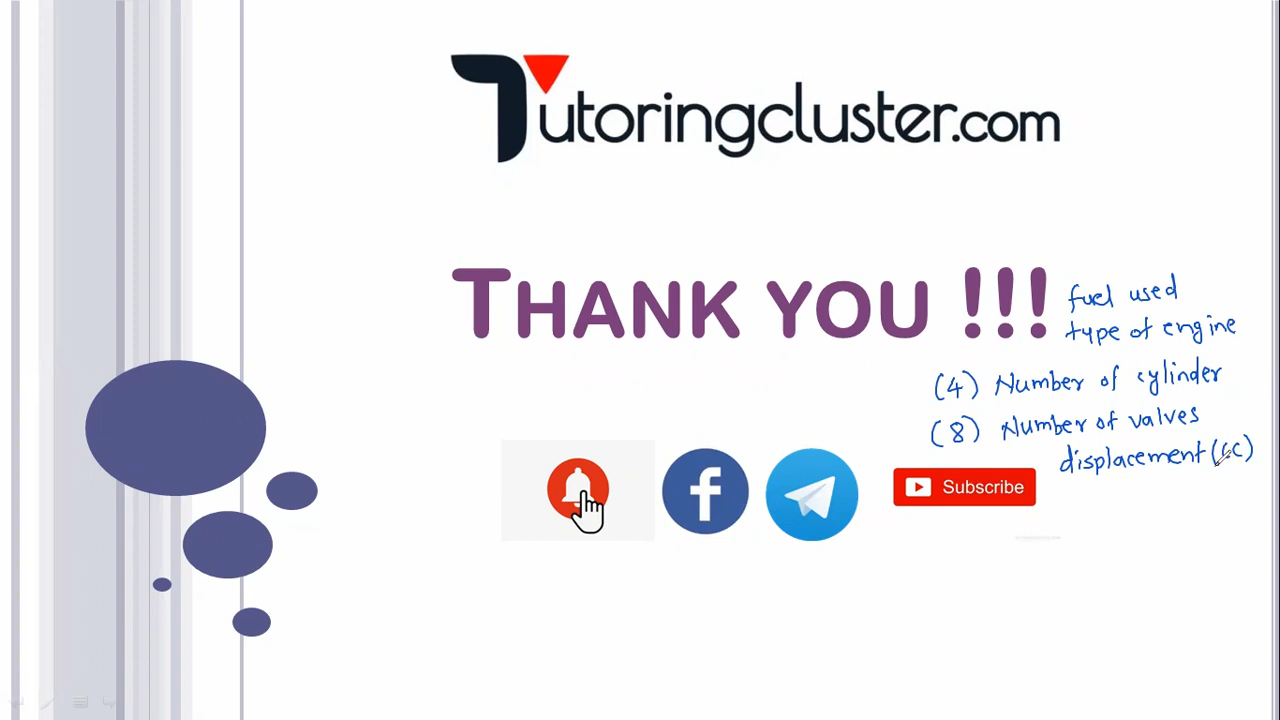 Tutoringcluster.com
THANK YOU !!!
fuel used
type of engine
(4) Number of cylinder
(8) Number of valves
displacement (CC)
Subscribe